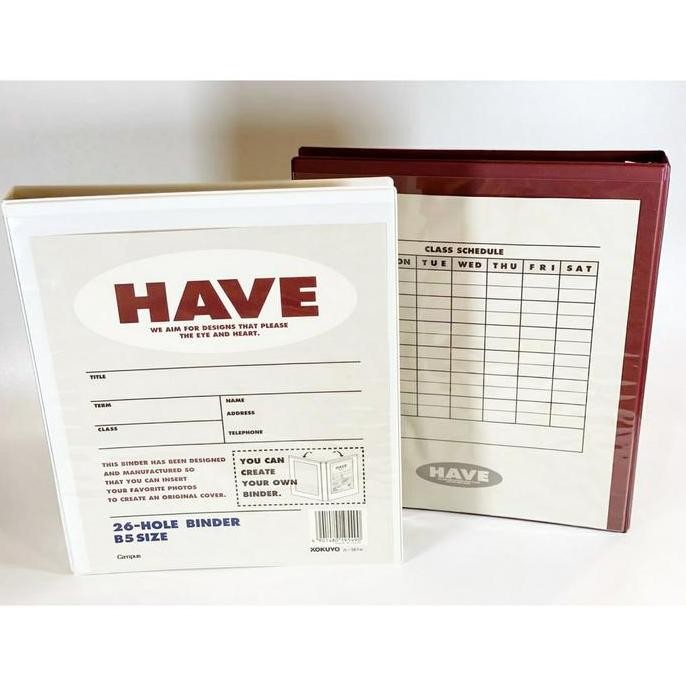 HAVE
WE AIM FOR DESIGNS THAT PLEASE
THE EYE AND HEART.
TITLE
TERM
NAME
ADDRESS
CLASS
TELEPHONE
THIS BINDER HAS BEEN DESIGNED
AND MANUFACTURED SO
THAT YOU CAN INSERT
YOUR FAVORITE PHOTOS
TO CREATE AN ORIGINAL COVER.
YOU CAN
CREATE
YOUR OWN
BINDER.
HAVE
26-HOLE BINDER
B5 SIZE
Campus
KOKUYO
CLASS SCHEDULE
ON TUE WED THU FRI SAT
HAVE